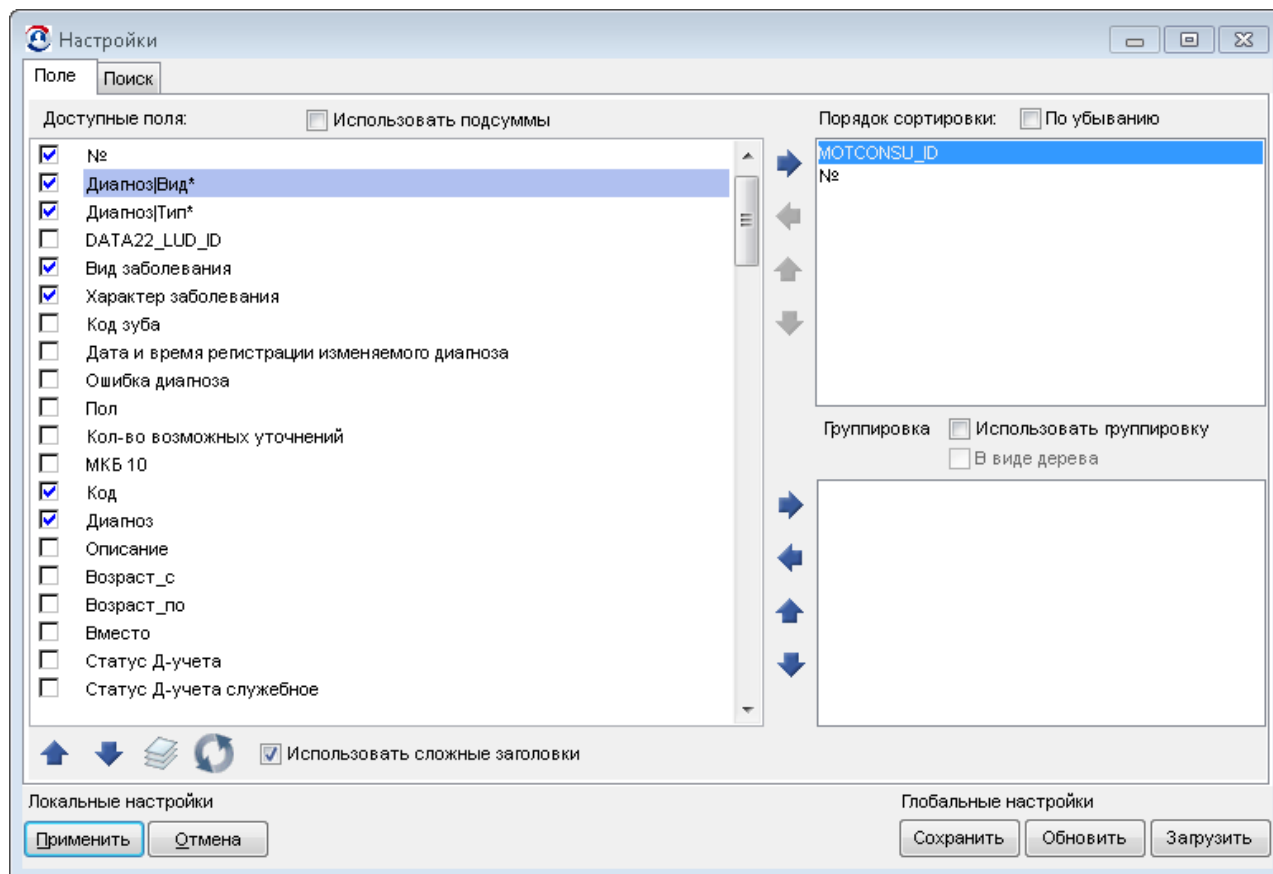 Настройки
Поле
Поиск
Доступные поля:
Использовать подсуммы
№
Диагноз|Вид*
Диагноз|Тип*
DATA22_LUD_ID
Вид заболевания
Характер заболевания
Код зуба
Дата и время регистрации изменяемого диагноза
Ошибка диагноза
Пол
Кол-во возможных уточнений
МКБ 10
Код
Диагноз
Описание
Возраст_с
Возраст_по
Вместо
Статус Д-учета
Статус Д-учета служебное
Использовать сложные заголовки
Порядок сортировки:
По убыванию
MOTCONSU_ID
№
Группировка
Использовать группировку
В виде дерева
Локальные настройки
Применить
Отмена
Глобальные настройки
Сохранить
Обновить
Загрузить